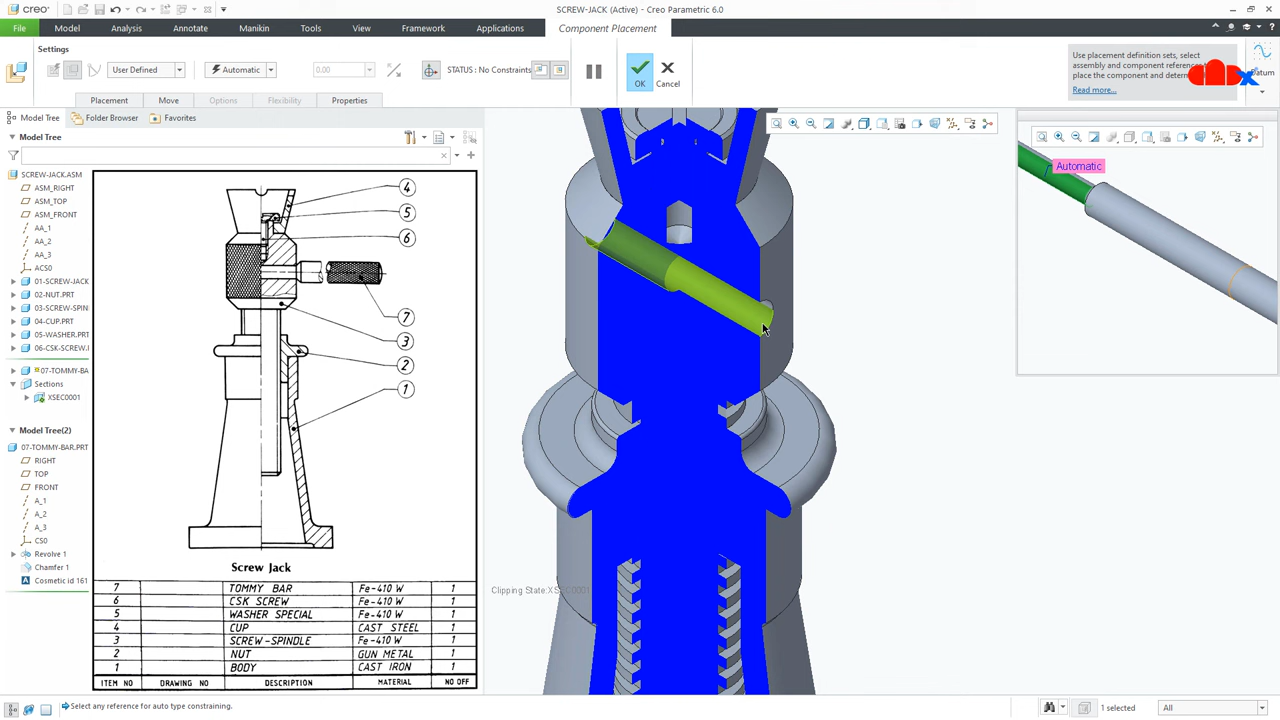 creo
SCREW-JACK (Active) - Creo Parametric 6.0
File
Model
Analysis
Annotate
Manikin
Tools
View
Framework
Applications
Component Placement
Settings
User Defined
Automatic
0.00
STATUS : No Constraints
OK
Cancel
Use placement definition sets, select
assembly and component references to
Read more...
Datum
Placement
Move
Options
Flexibility
Properties
Model Tree
Folder Browser
Favorites
Model Tree
SCREW-JACK.ASM
ASM_RIGHT
ASM_TOP
ASM_FRONT
AA_1
AA_2
AA_3
ACS0
01-SCREW-JACK
02-NUT.PRT
03-SCREW-SPIN
04-CUP.PRT
05-WASHER.PRT
06-CSK-SCREW.
07-TOMMY-BA
Sections
XSEC0001
Model Tree(2)
07-TOMMY-BAR.PRT
RIGHT
TOP
FRONT
A_1
A_2
A_3
CS0
Revolve 1
Chamfer 1
Cosmetic id 161
4
5
6
7
3
2
1
Screw Jack
7 TOMMY BAR Fe-410 W 1
6 CSK SCREW Fe-410 W 1
5 WASHER SPECIAL Fe-410 W 1
4 CUP CAST STEEL 1
3 SCREW-SPINDLE Fe-410 W 1
2 NUT GUN METAL 1
1 BODY CAST IRON 1
ITEM NO DRAWING NO DESCRIPTION MATERIAL NO OFF
Clipping State:XSEC0001
Automatic
Select any reference for auto type constraining.
1 selected
All